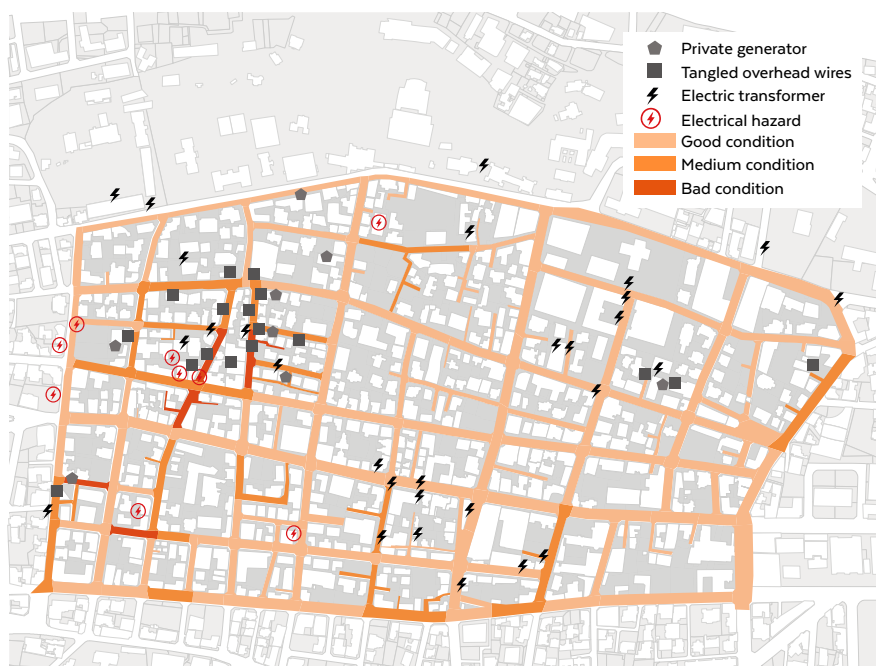 Private generator
Tangled overhead wires
Electric transformer
Electrical hazard
Good condition
Medium condition
Bad condition